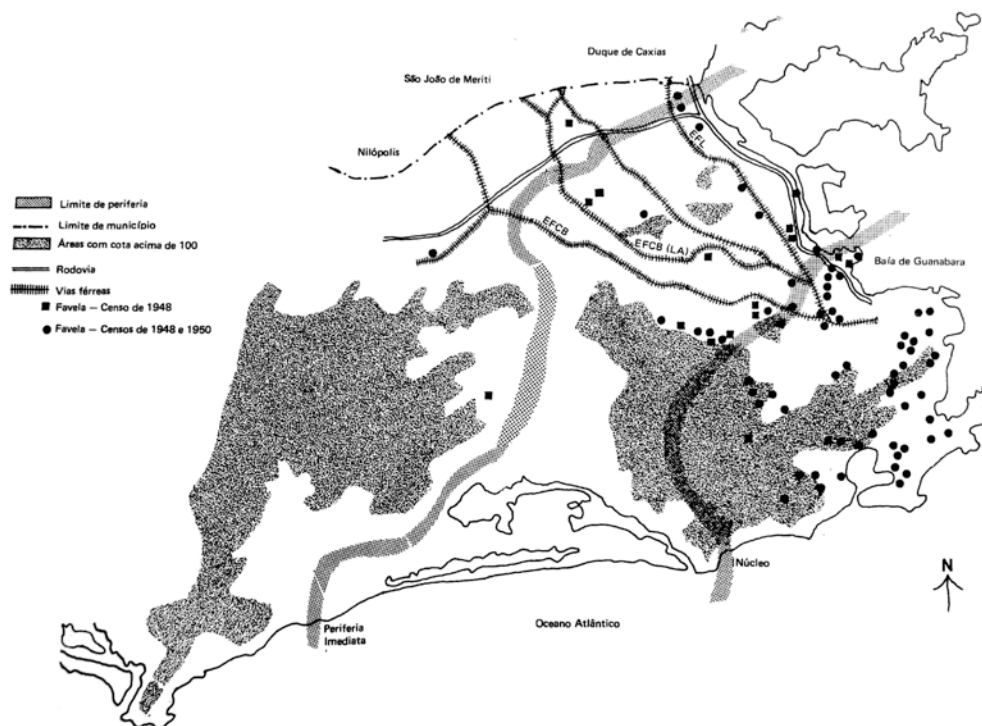 Duque de Caxias
São João de Meriti
Nilópolis
EFL
EFCB
EFCB (LA)
Baía de Guanabara
Limite de periferia
Limite de município
Áreas com cota acima de 100
Rodovia
Vias férreas
Favela — Censo de 1948
Favela — Censos de 1948 e 1950
Núcleo
N
Periferia
Imediata
Oceano Atlântico